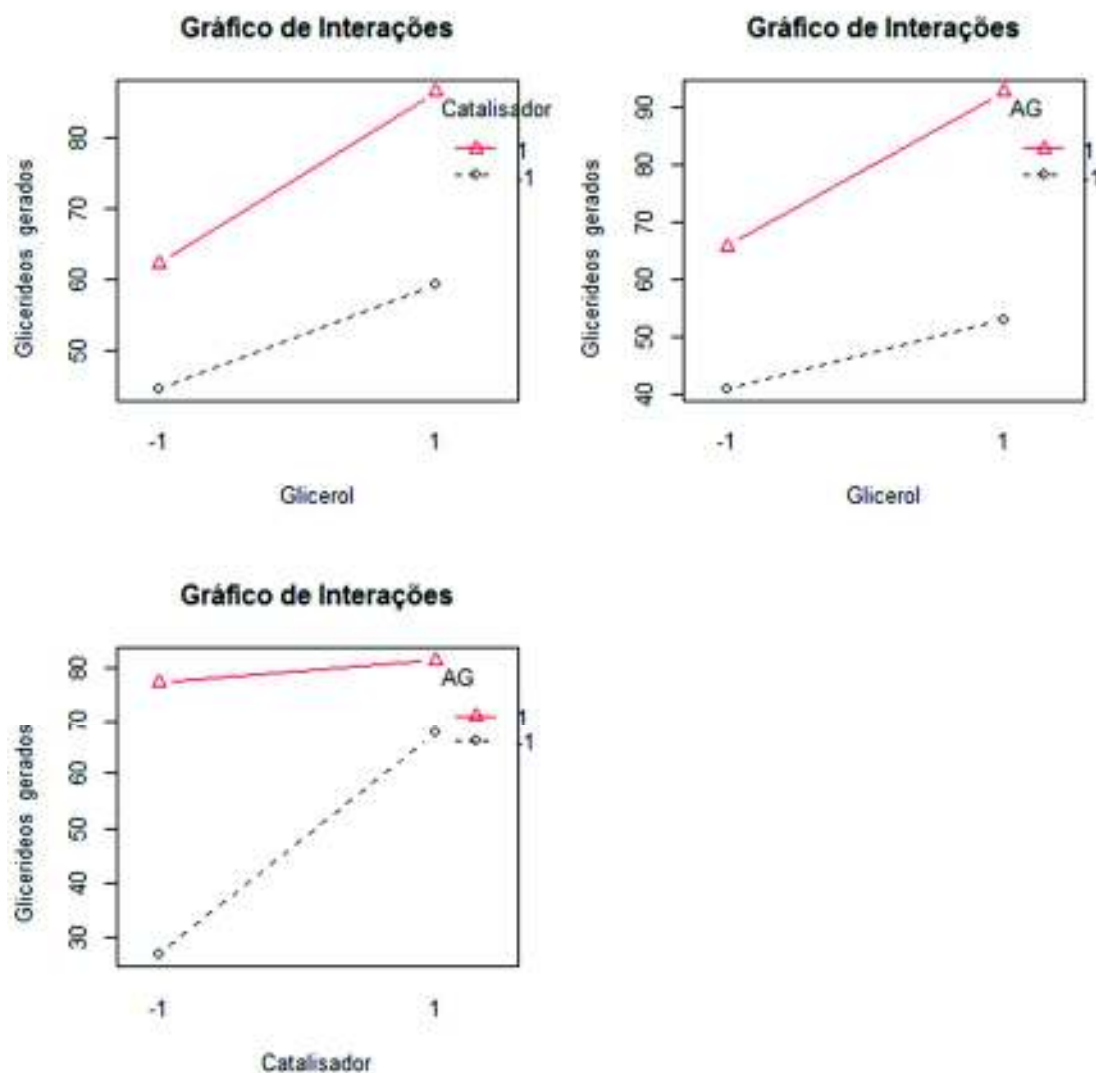 Gráfico de Interações
Glicerideos gerados
80
70
60
50
Catalisador
1
-1
-1
1
Glicerol
Gráfico de Interações
Glicerideos gerados
90
80
70
60
50
40
AG
1
-1
-1
1
Glicerol
Gráfico de Interações
Glicerideos gerados
80
70
60
50
40
30
AG
1
-1
-1
1
Catalisador